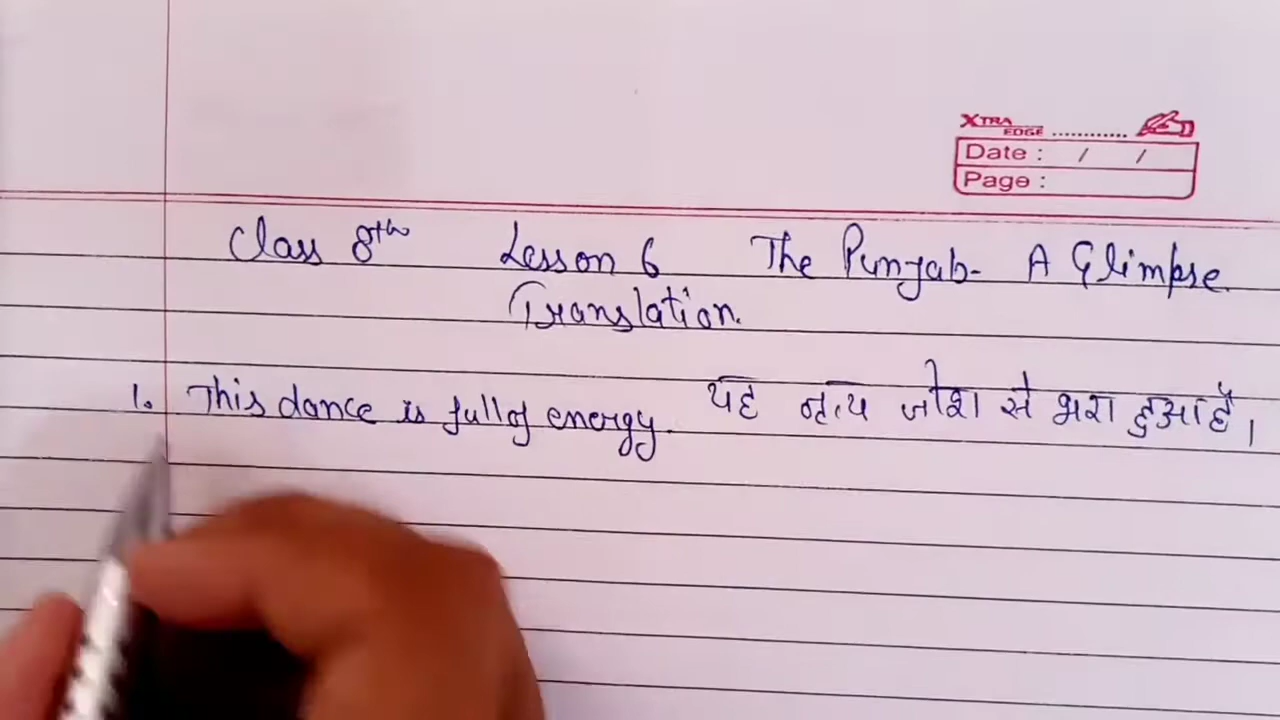 XTRA
EDGE ............
Date : / /
Page :
Class 8th Lesson 6 The Punjab- A Glimpse.
Translation.
1. This dance is full of energy. यह नृत्य जोश से भरा हुआ है।